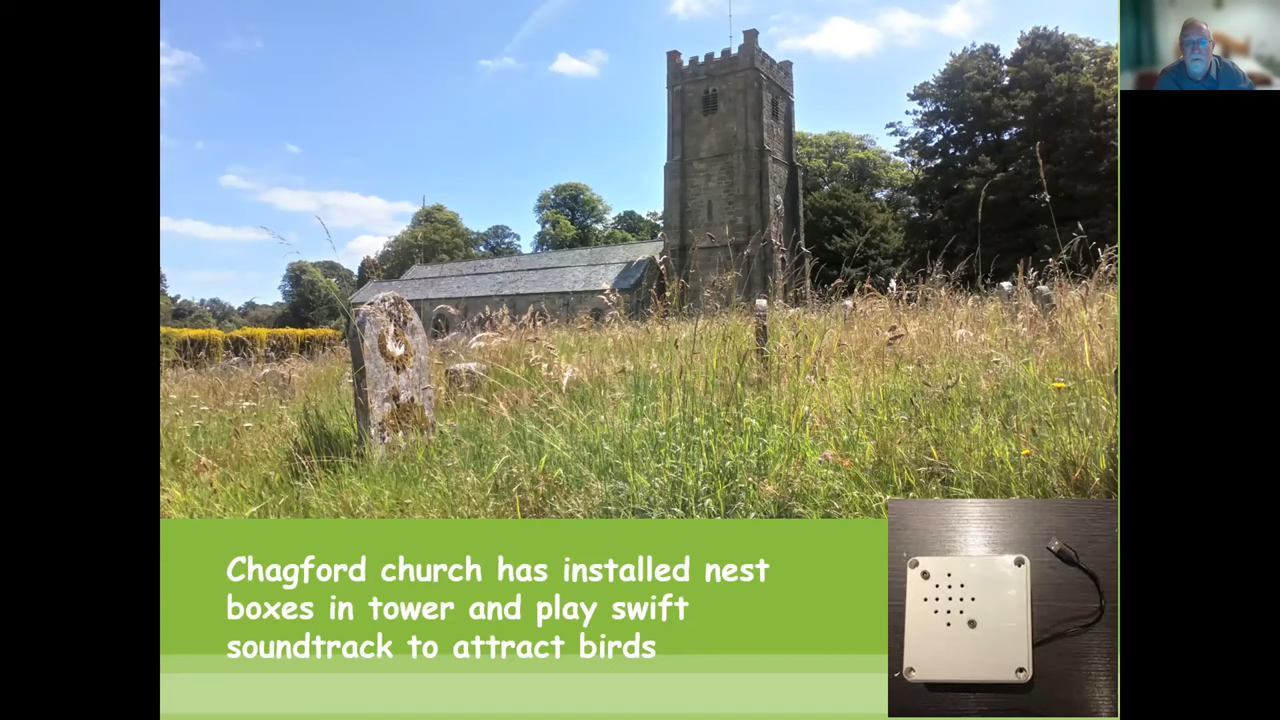 Chagford church has installed nest
boxes in tower and play swift
soundtrack to attract birds